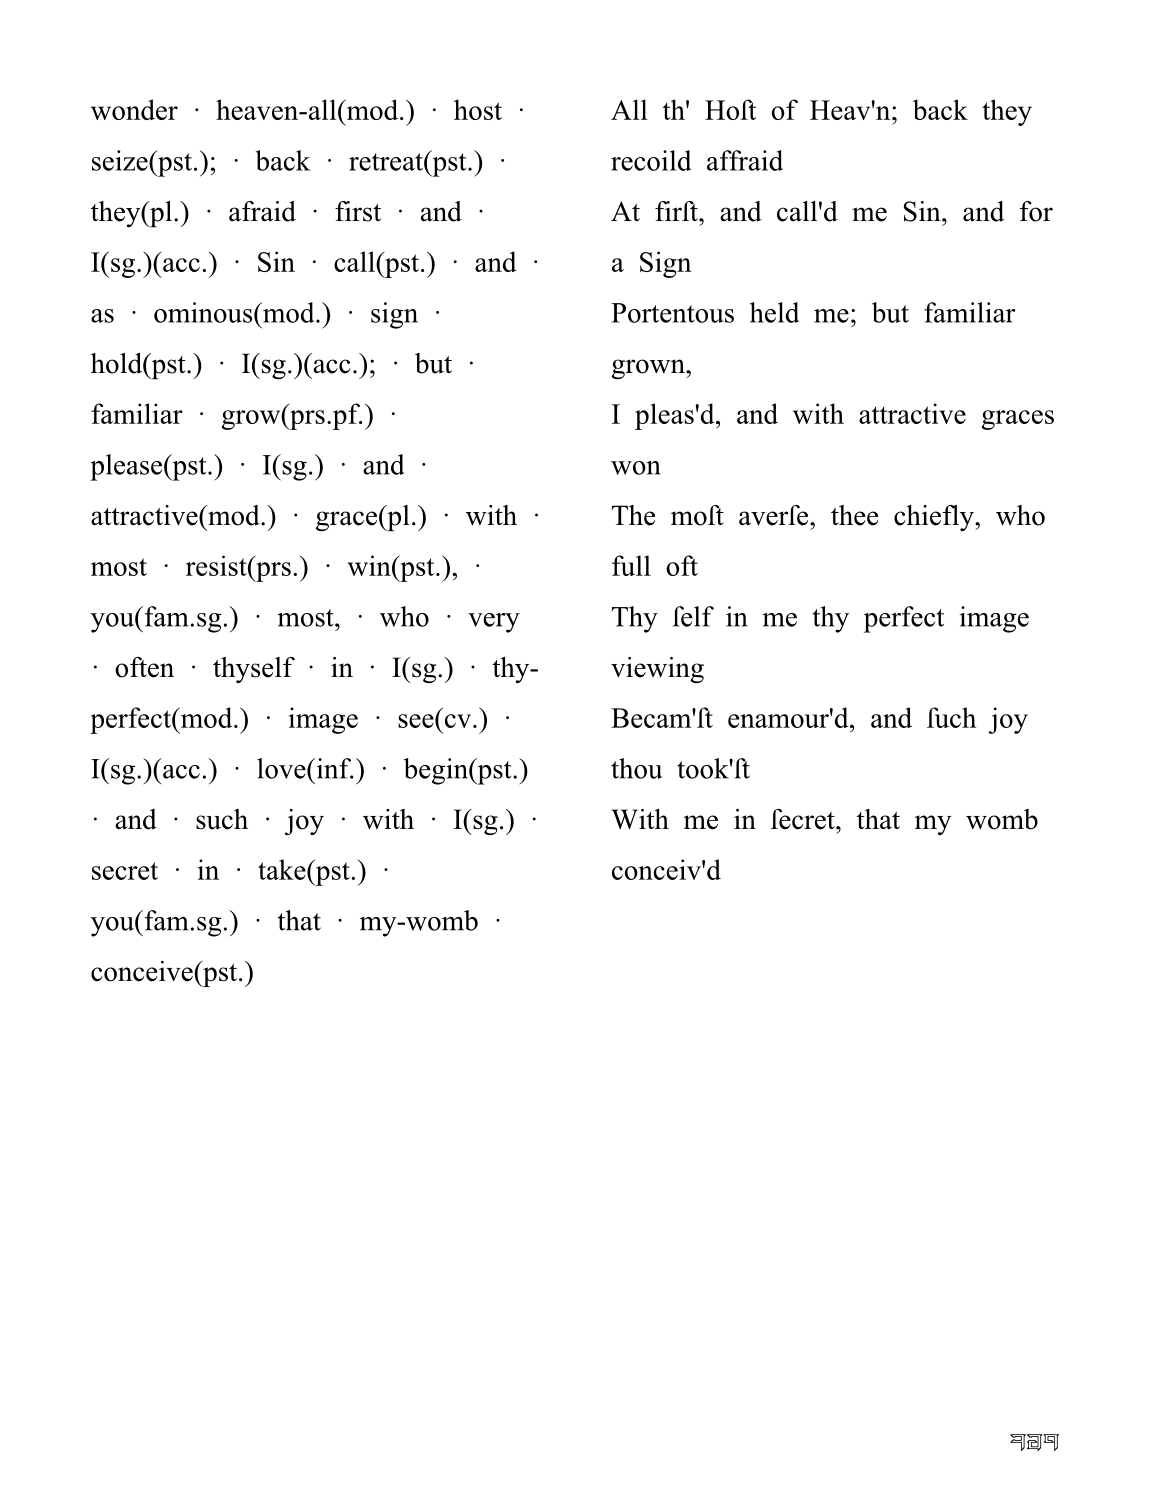 wonder · heaven-all(mod.) · host ·
seize(pst.); · back · retreat(pst.) ·
they(pl.) · afraid · first · and ·
I(sg.)(acc.) · Sin · call(pst.) · and ·
as · ominous(mod.) · sign ·
hold(pst.) · I(sg.)(acc.); · but ·
familiar · grow(prs.pf.) ·
please(pst.) · I(sg.) · and ·
attractive(mod.) · grace(pl.) · with ·
most · resist(prs.) · win(pst.), ·
you(fam.sg.) · most, · who · very
· often · thyself · in · I(sg.) · thy-
perfect(mod.) · image · see(cv.) ·
I(sg.)(acc.) · love(inf.) · begin(pst.)
· and · such · joy · with · I(sg.) ·
secret · in · take(pst.) ·
you(fam.sg.) · that · my-womb ·
conceive(pst.)
All th' Hoſt of Heav'n; back they
recoild affraid
At firſt, and call'd me Sin, and for
a Sign
Portentous held me; but familiar
grown,
I pleas'd, and with attractive graces
won
The moſt averſe, thee chiefly, who
full oft
Thy ſelf in me thy perfect image
viewing
Becam'ſt enamour'd, and ſuch joy
thou took'ſt
With me in ſecret, that my womb
conceiv'd